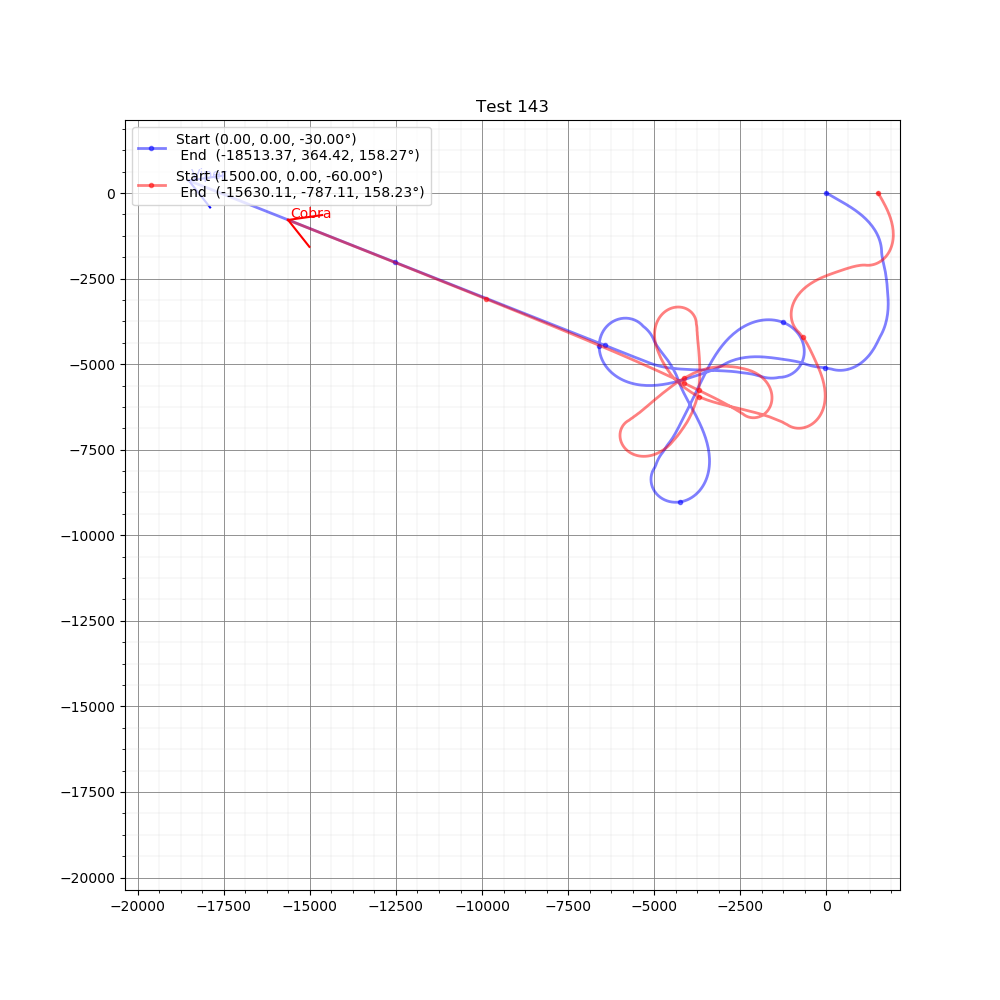 Test 143
Start (0.00, 0.00, -30.00°)
End (-18513.37, 364.42, 158.27°)
Start (1500.00, 0.00, -60.00°)
End (-15630.11, -787.11, 158.23°)
Cobra
0
−2500
−5000
−7500
−10000
−12500
−15000
−17500
−20000
−20000 −17500 −15000 −12500 −10000 −7500 −5000 −2500 0